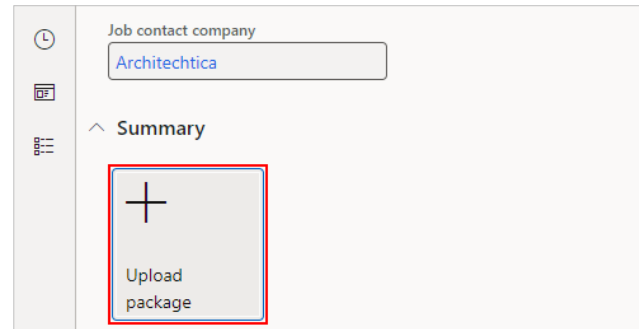 Job contact company
Architechtica
Summary
Upload
package